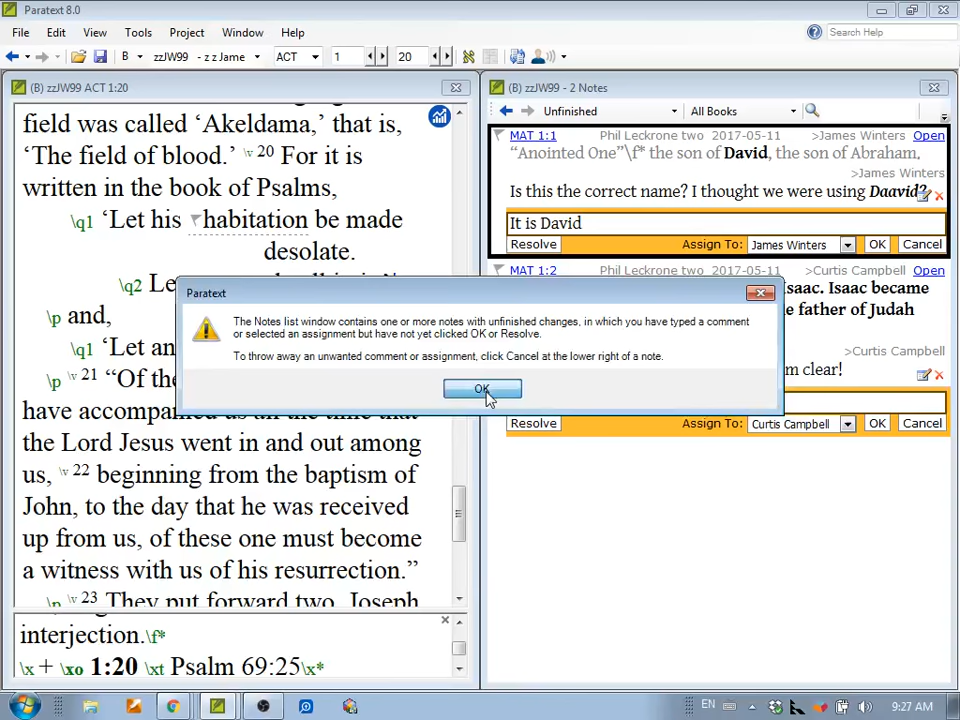 Paratext 8.0
File Edit View Tools Project Window Help
Search Help
B zzJW99 - z z Jame ACT 1 20
(B) zzJW99 ACT 1:20
field was called ‘Akeldama,’ that is,
‘The field of blood.’ \v 20 For it is
written in the book of Psalms,
\q1 ‘Let his habitation be made
desolate.
\q2 Le
\p and,
\q1 ‘Let an
\p \v 21 “Of the
have accompa
the Lord Jesus went in and out among
us, \v 22 beginning from the baptism of
John, to the day that he was received
up from us, of these one must become
a witness with us of his resurrection.”
\p \v 23 They put forward two, Joseph
interjection.\f*
\x + \xo 1:20 \xt Psalm 69:25\x*
(B) zzJW99 - 2 Notes
Unfinished All Books
MAT 1:1 Phil Leckrone two 2017-05-11 >James Winters Open
“Anointed One”\f* the son of David, the son of Abraham.
>James Winters
Is this the correct name? I thought we were using Daavid?
It is David
Resolve Assign To: James Winters OK Cancel
MAT 1:2 Phil Leckrone two 2017-05-11 >Curtis Campbell Open
Isaac. Isaac became
e father of Judah
>Curtis Campbell
m clear!
Resolve Assign To: Curtis Campbell OK Cancel
Paratext
The Notes list window contains one or more notes with unfinished changes, in which you have typed a comment
or selected an assignment but have not yet clicked OK or Resolve.
To throw away an unwanted comment or assignment, click Cancel at the lower right of a note.
OK
EN 9:27 AM